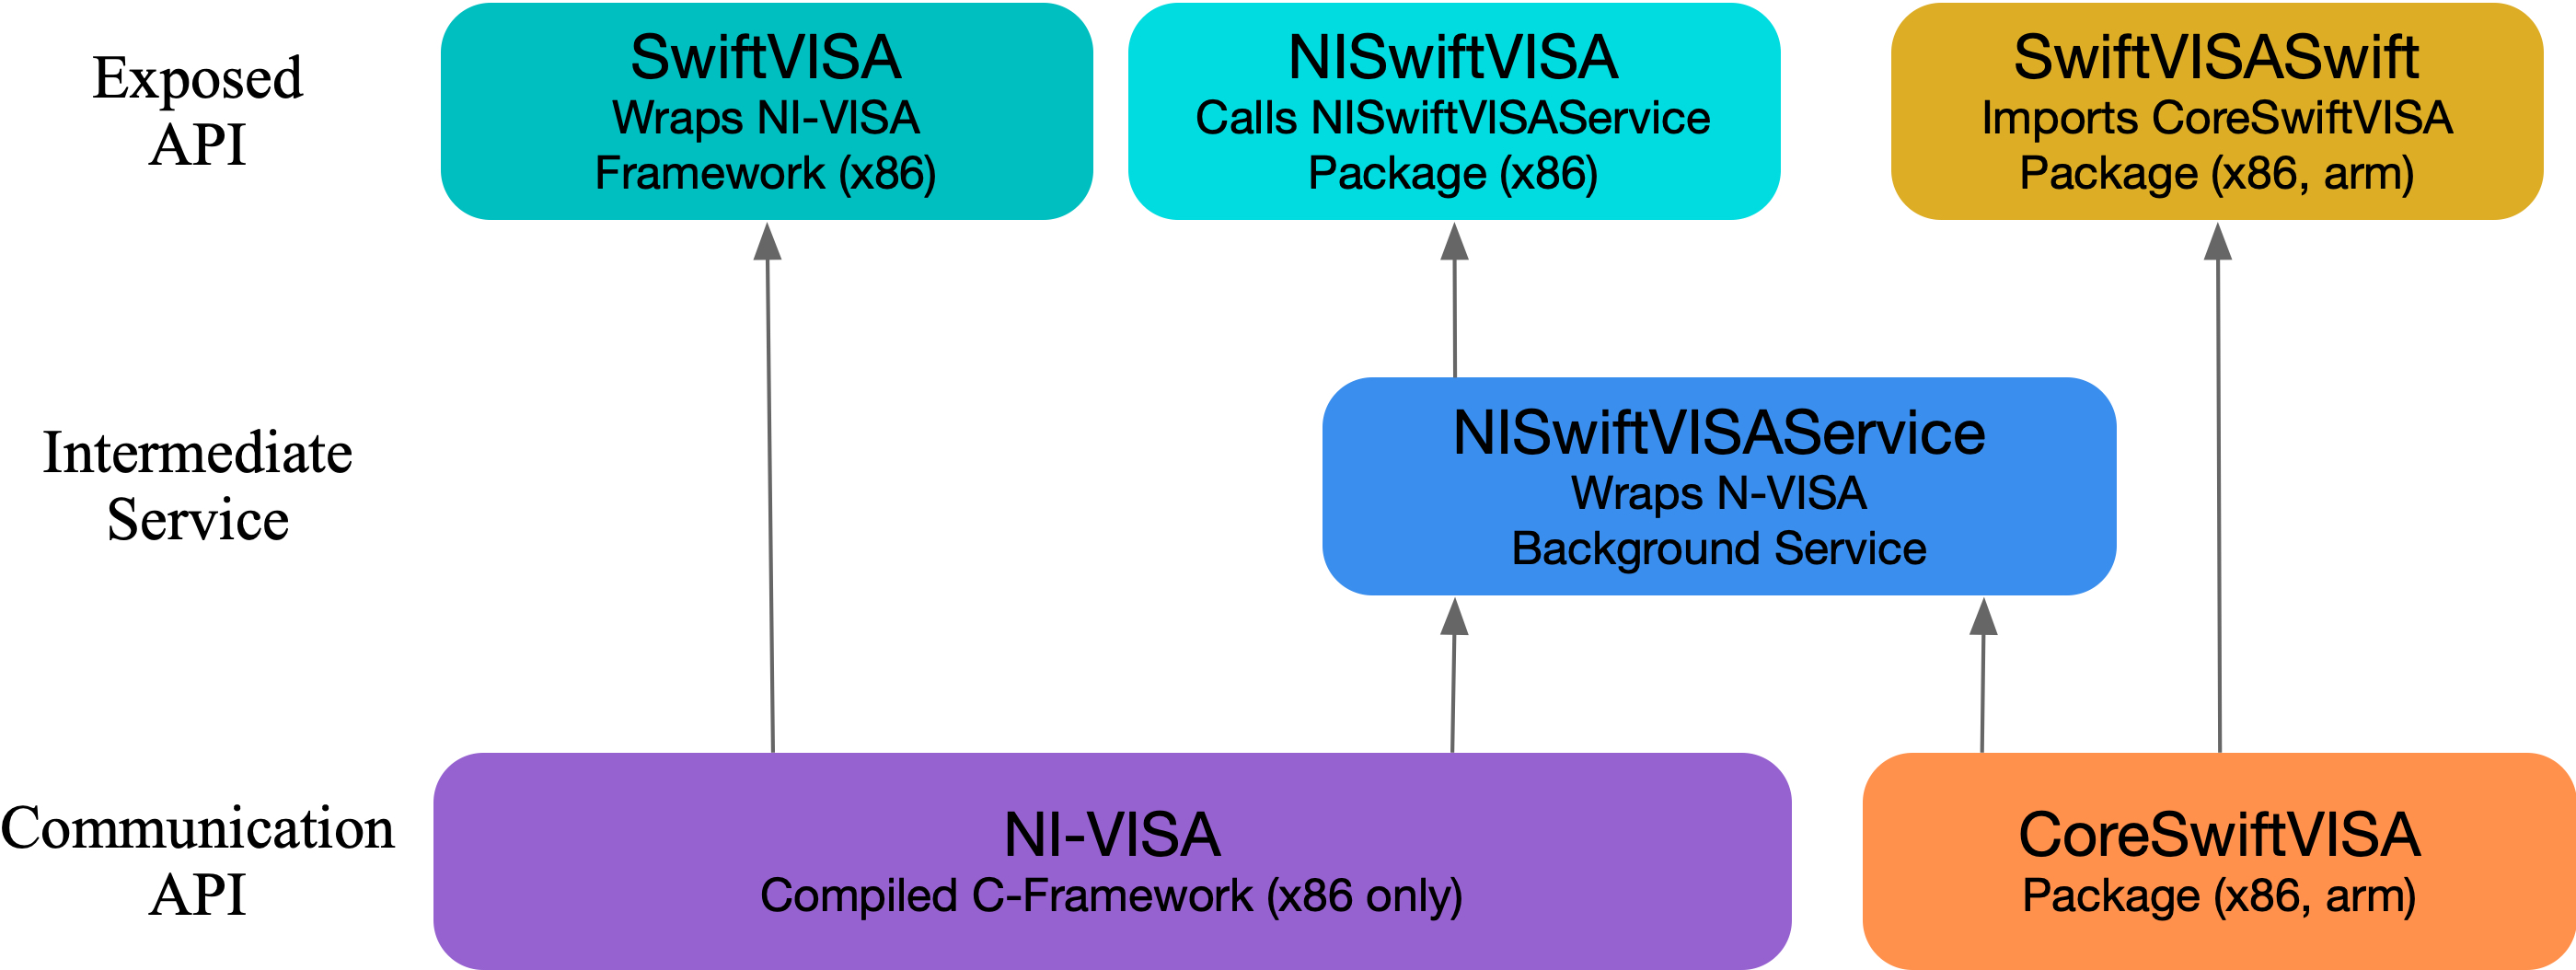 Exposed
API
SwiftVISA
Wraps NI-VISA
Framework (x86)
NISwiftVISA
Calls NISwiftVISAService
Package (x86)
SwiftVISASwift
Imports CoreSwiftVISA
Package (x86, arm)
Intermediate
Service
NISwiftVISAService
Wraps N-VISA
Background Service
Communication
API
NI-VISA
Compiled C-Framework (x86 only)
CoreSwiftVISA
Package (x86, arm)